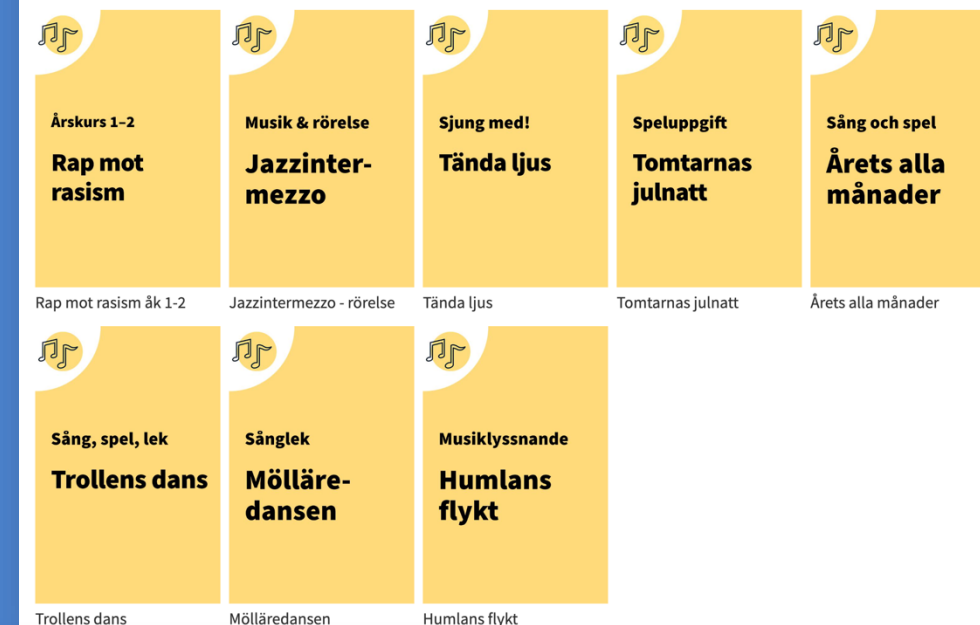 Årskurs 1–2
Rap mot
rasism
Rap mot rasism åk 1-2
Musik & rörelse
Jazzinter-
mezzo
Jazzintermezzo - rörelse
Sjung med!
Tända ljus
Tända ljus
Speluppgift
Tomtarnas
julnatt
Tomtarnas julnatt
Sång och spel
Årets alla
månader
Årets alla månader
Sång, spel, lek
Trollens dans
Trollens dans
Sånglek
Mölläre-
dansen
Mölläredansen
Musiklyssnande
Humlans
flykt
Humlans flykt